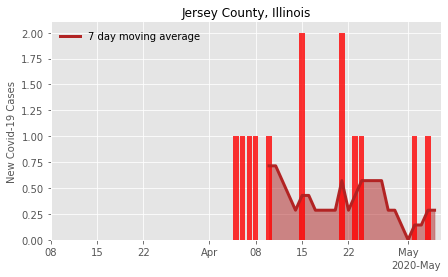 Jersey County, Illinois
7 day moving average
New Covid-19 Cases
2.00
1.75
1.50
1.25
1.00
0.75
0.50
0.25
0.00
08 15 22 Apr 08 15 22 May
2020-May